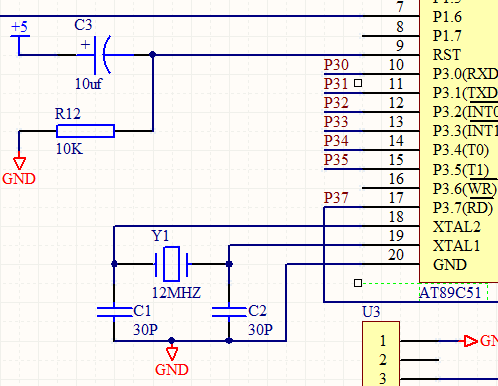 P1.5
7 P1.6
8 P1.7
9 RST
+5
C3
+
10uf
R12
10K
GND
P30 10 P3.0(RXD
P31 11 P3.1(TXD
P32 12 P3.2(INT0
P33 13 P3.3(INT1
P34 14 P3.4(T0)
P35 15 P3.5(T1)
16 P3.6(WR)
P37 17 P3.7(RD)
18 XTAL2
19 XTAL1
20 GND
Y1
12MHZ
C1
30P
C2
30P
GND
AT89C51
U3
1 GN
2
3